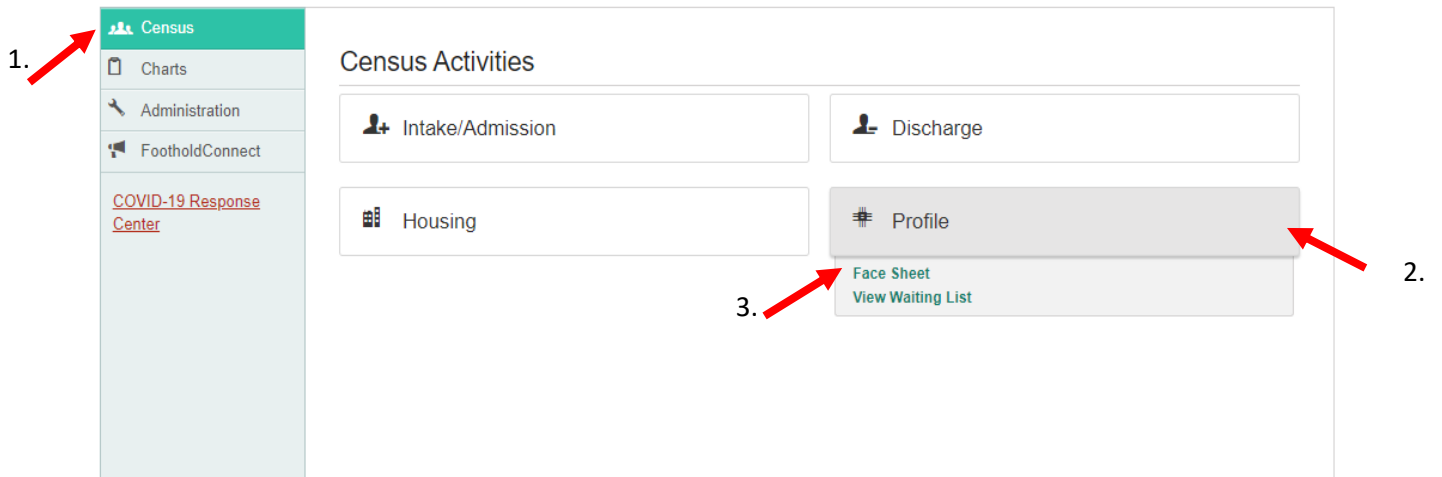 Census
1.
Charts
Administration
FootholdConnect
COVID-19 Response
Center
Census Activities
Intake/Admission
Discharge
Housing
Profile
2.
3.
Face Sheet
View Waiting List